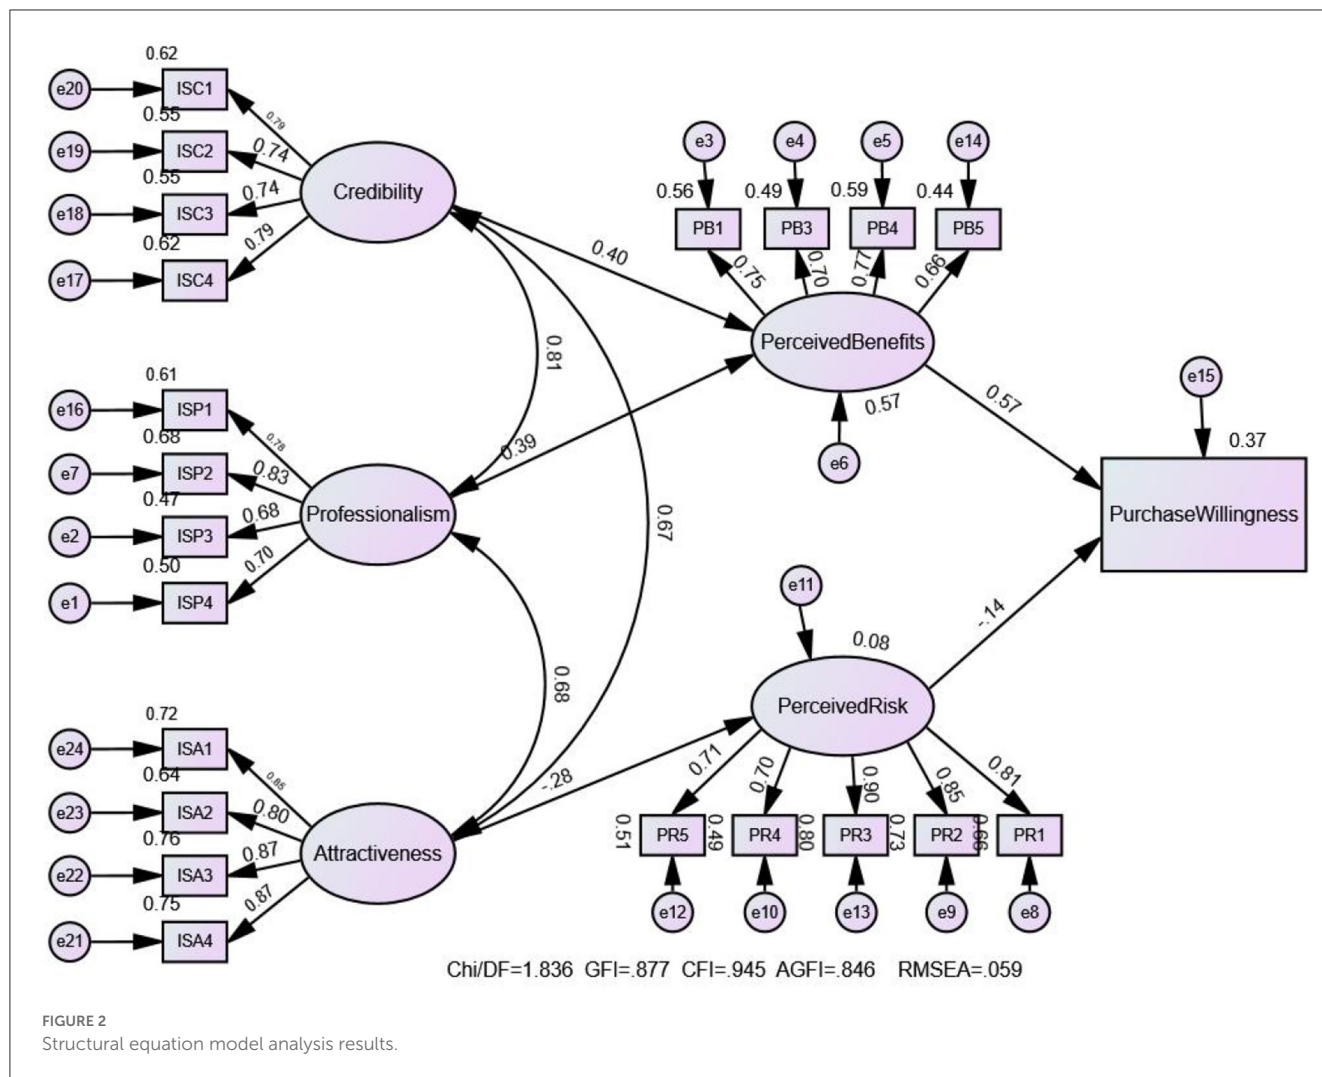 0.62
e20 ISC1
0.79
0.55
e19 ISC2
0.74
0.55
e18 ISC3
0.74
0.62
e17 ISC4
0.79
Credibility
0.61
e16 ISP1
0.78
0.68
e7 ISP2
0.83
0.47
e2 ISP3
0.68
0.50
e1 ISP4
0.70
Professionalism
0.72
e24 ISA1
0.85
0.64
e23 ISA2
0.80
0.76
e22 ISA3
0.87
0.75
e21 ISA4
0.87
Attractiveness
0.40
0.81
0.39
0.67
0.68
-.28
e3 e4 e5 e14
0.56 0.49 0.59 0.44
PB1 PB3 PB4 PB5
0.75 0.70 0.77 0.66
PerceivedBenefits
0.57
e6
0.57
e15
0.37
PurchaseWillingness
-.14
e11
0.08
PerceivedRisk
0.71 0.70 0.90 0.85 0.81
0.51 PR5 0.49 PR4 0.80 PR3 0.73 PR2 0.66 PR1
e12 e10 e13 e9 e8
Chi/DF=1.836 GFI=.877 CFI=.945 AGFI=.846 RMSEA=.059
FIGURE 2
Structural equation model analysis results.